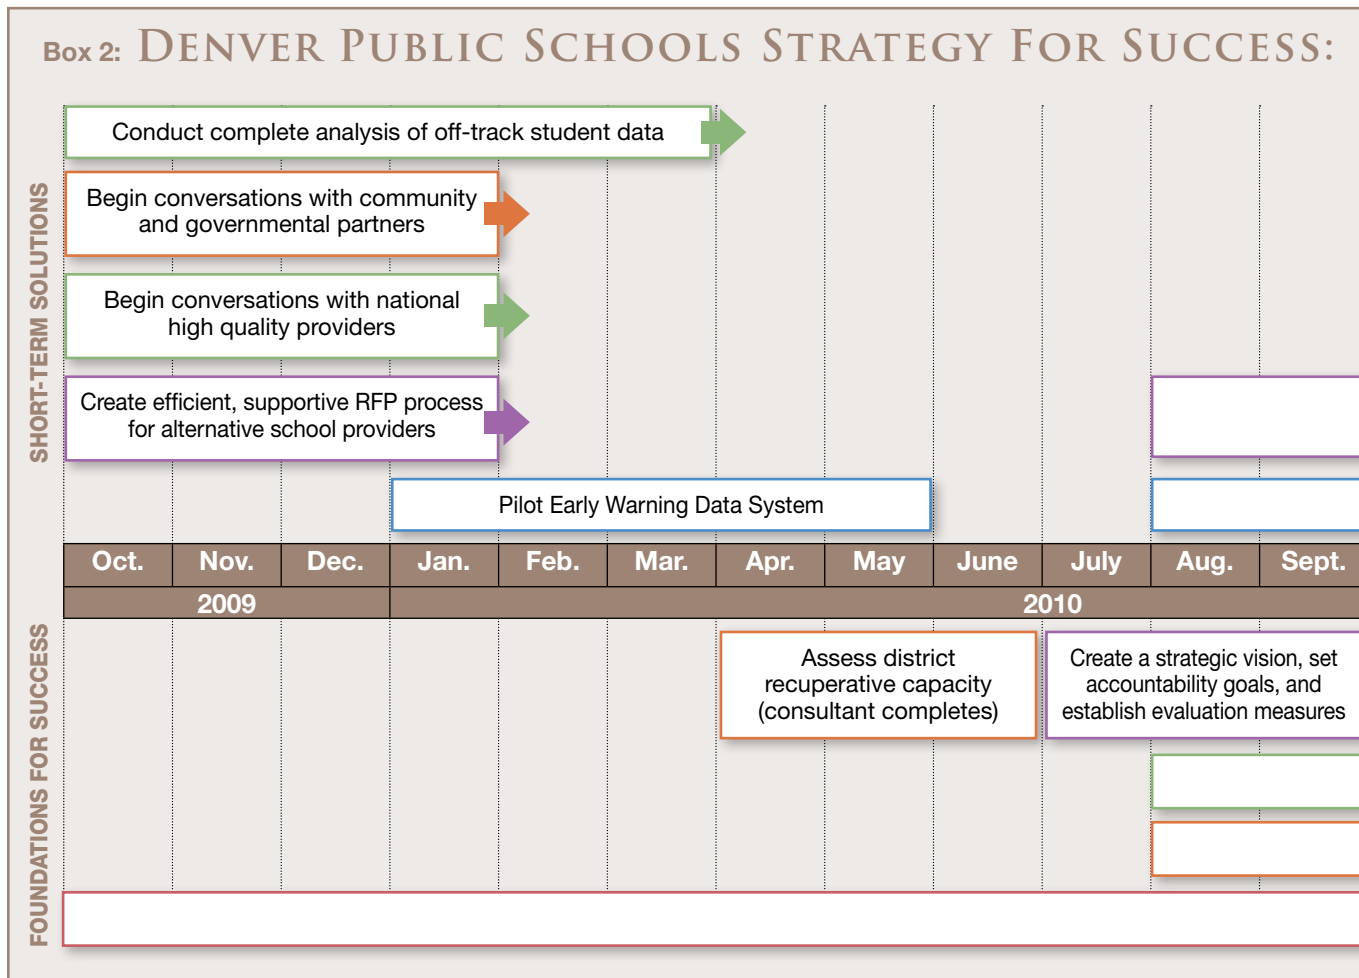 Box 2: DENVER PUBLIC SCHOOLS STRATEGY FOR SUCCESS:
SHORT-TERM SOLUTIONS
Conduct complete analysis of off-track student data
Begin conversations with community
and governmental partners
Begin conversations with national
high quality providers
Create efficient, supportive RFP process
for alternative school providers
Pilot Early Warning Data System
Oct. Nov. Dec. Jan. Feb. Mar. Apr. May June July Aug. Sept.
2009 2010
FOUNDATIONS FOR SUCCESS
Assess district
recuperative capacity
(consultant completes)
Create a strategic vision, set
accountability goals, and
establish evaluation measures